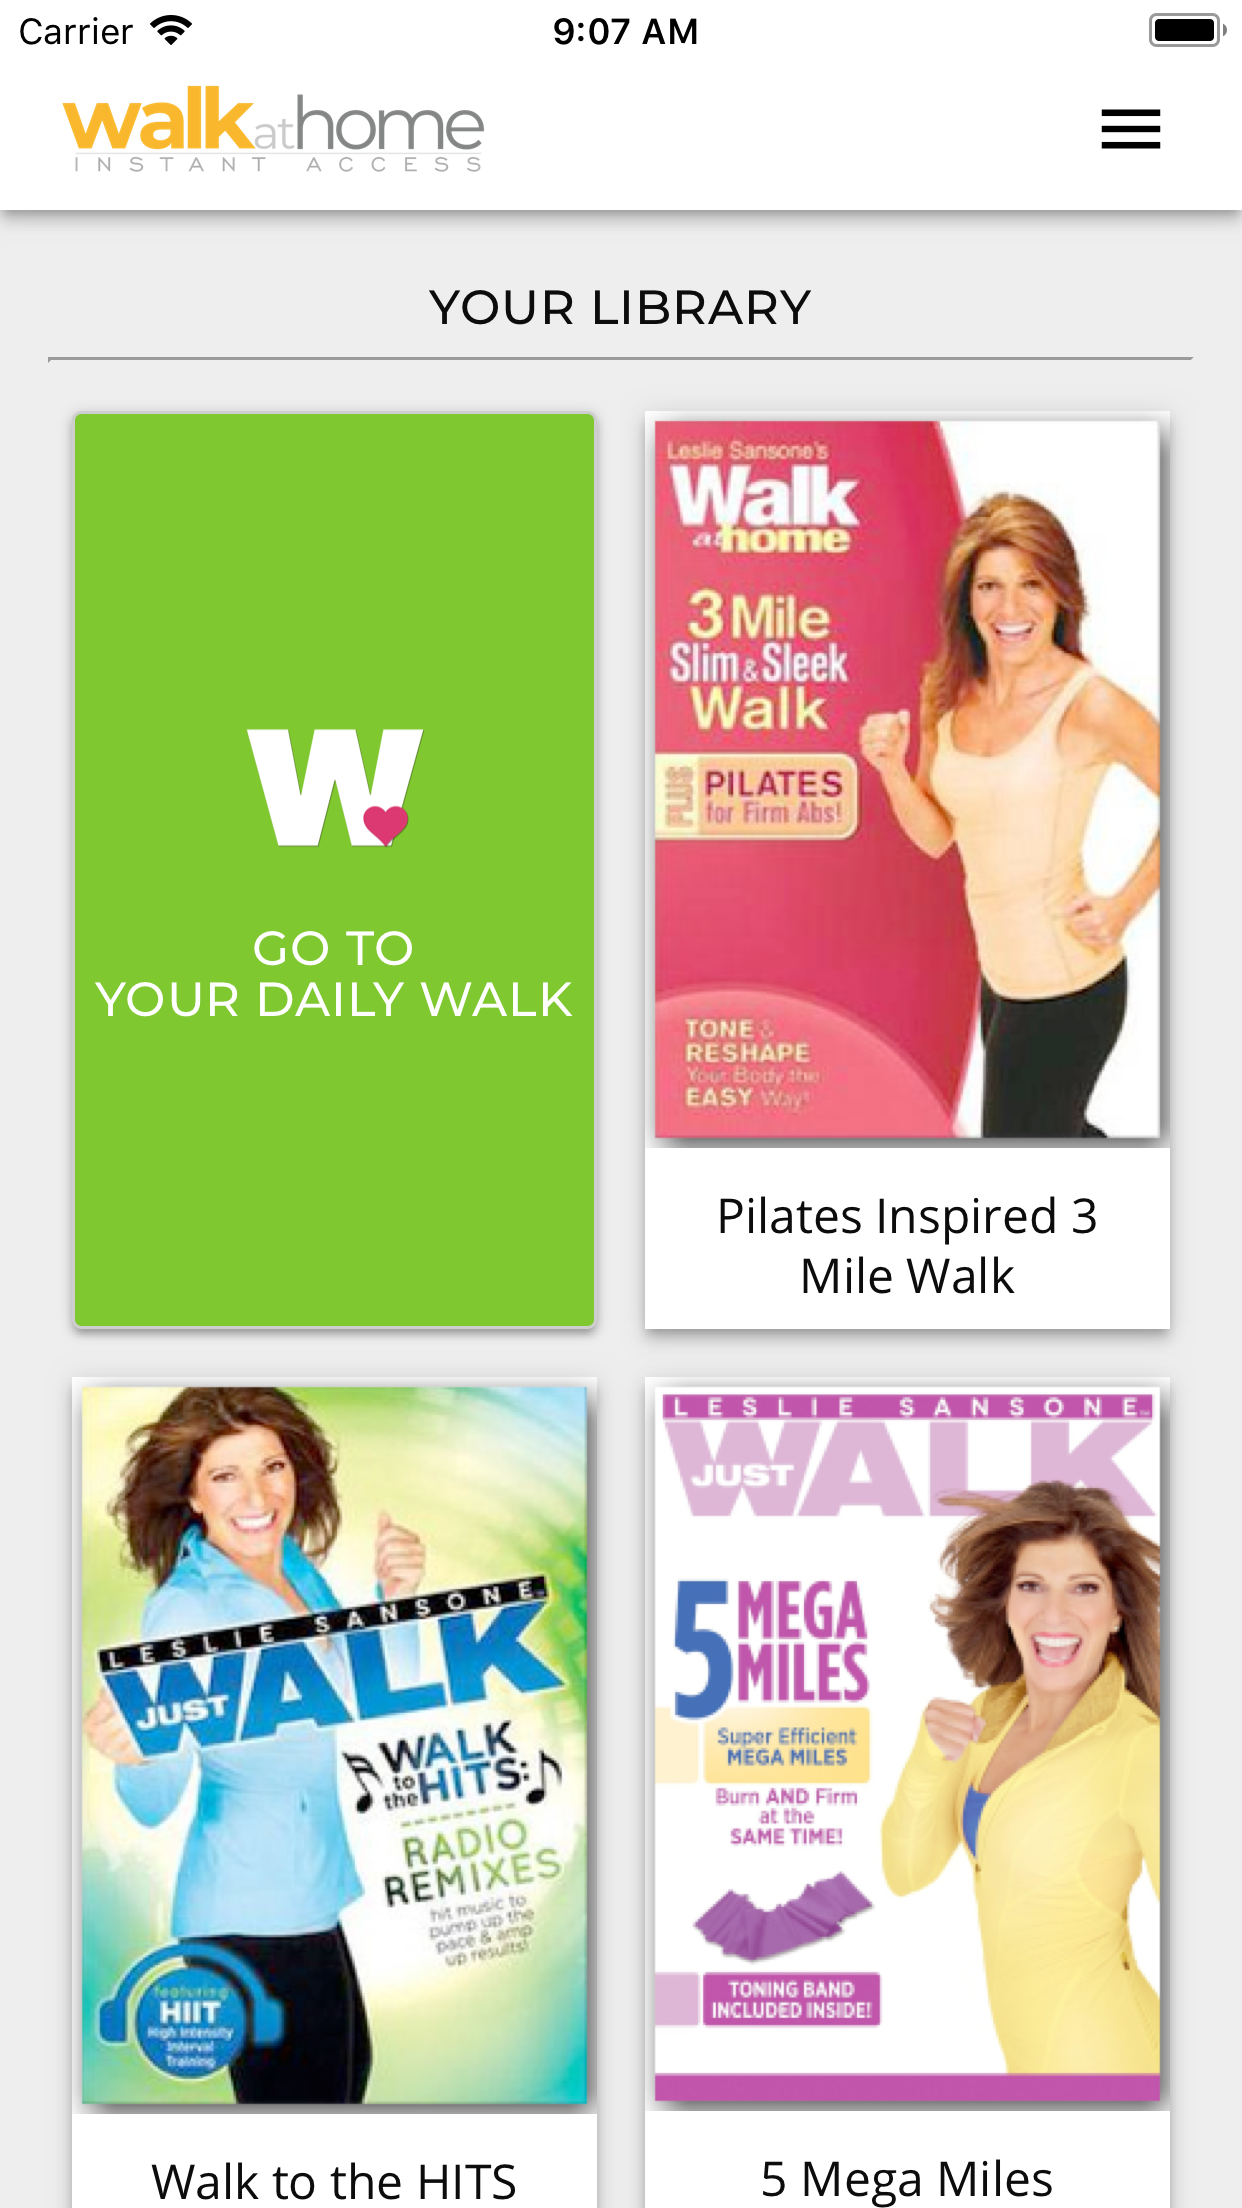 Carrier
9:07 AM
walkathome
INSTANT ACCESS
YOUR LIBRARY
W
GO TO
YOUR DAILY WALK
Leslie Sansone's
Walk
at home
3 Mile
Slim & Sleek
Walk
PLUS
PILATES
for Firm Abs!
TONE &
RESHAPE
Your Body the
EASY Way!
Pilates Inspired 3
Mile Walk
LESLIE SANSONE
JUST WALK
WALK
to the HITS:
RADIO
REMIXES
hit music to
pump up the
pace & amp
up results!
featuring
HIIT
High Intensity
Interval
Training
Walk to the HITS
LESLIE SANSONE
JUST WALK
5 MEGA
MILES
Super Efficient
MEGA MILES
Burn AND Firm
at the
SAME TIME!
TONING BAND
INCLUDED INSIDE!
5 Mega Miles